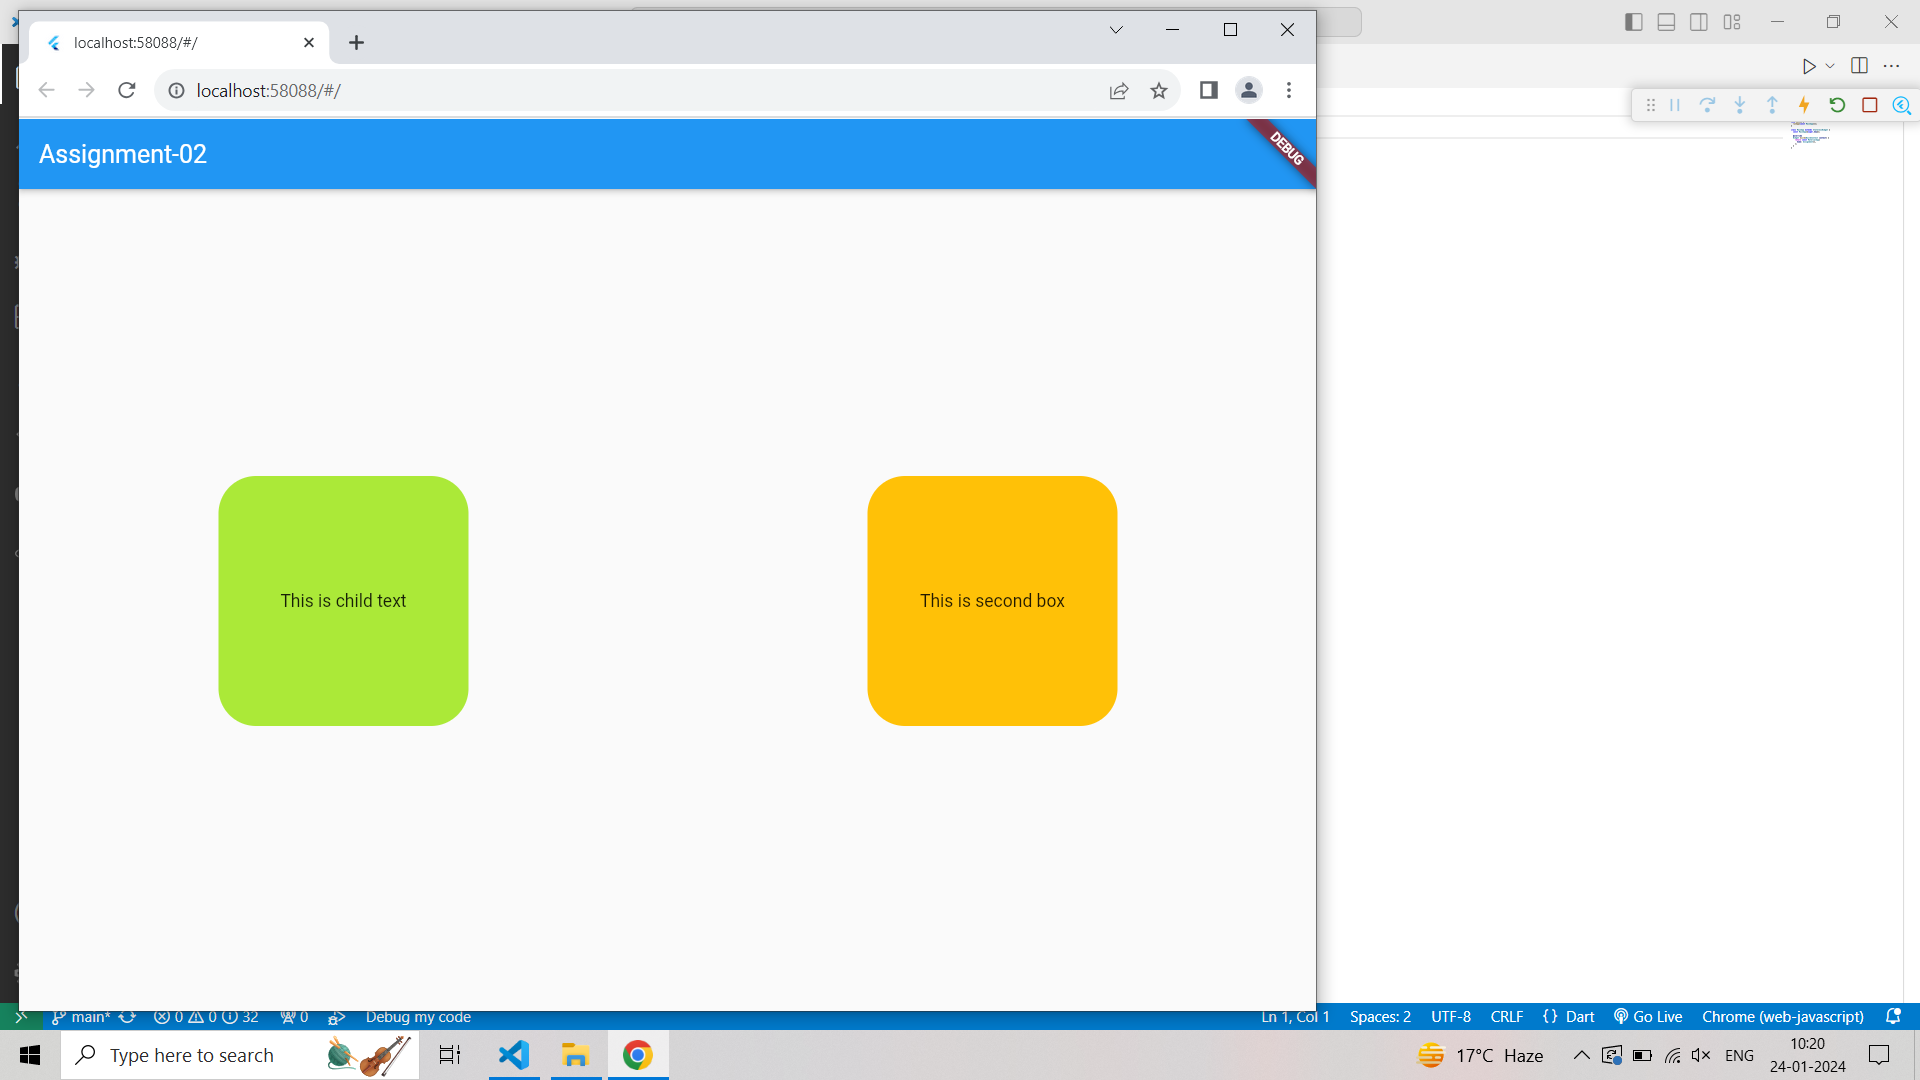 localhost:58088/#/
localhost:58088/#/
Assignment-02
DEBUG
This is child text
This is second box
main*
0
0
32
0
Debug my code
Ln 1, Col 1
Spaces: 2
UTF-8
CRLF
{ } Dart
Go Live
Chrome (web-javascript)
Type here to search
17°C Haze
ENG
10:20
24-01-2024